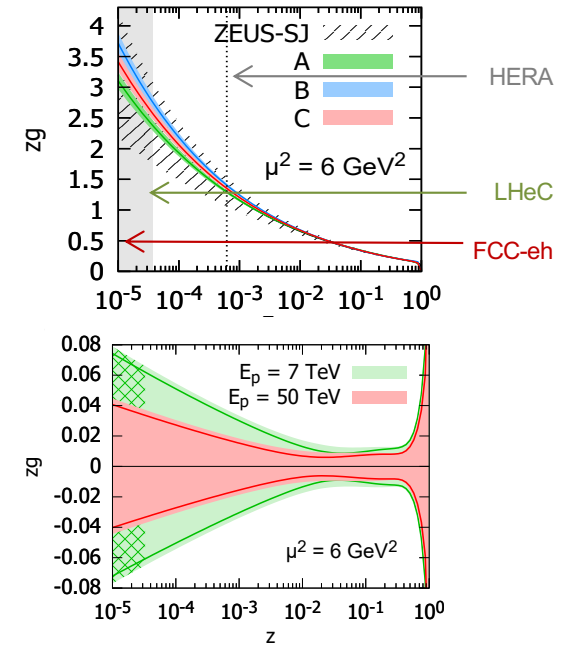 4
3.5
3
2.5
2
1.5
1
0.5
0
zg
ZEUS-SJ
A
B
C
HERA
μ² = 6 GeV²
LHeC
FCC-eh
10⁻⁵ 10⁻⁴ 10⁻³ 10⁻² 10⁻¹ 10⁰
0.08
0.06
0.04
0.02
0
-0.02
-0.04
-0.06
-0.08
zg
E_p = 7 TeV
E_p = 50 TeV
μ² = 6 GeV²
10⁻⁵ 10⁻⁴ 10⁻³ 10⁻² 10⁻¹ 10⁰
z